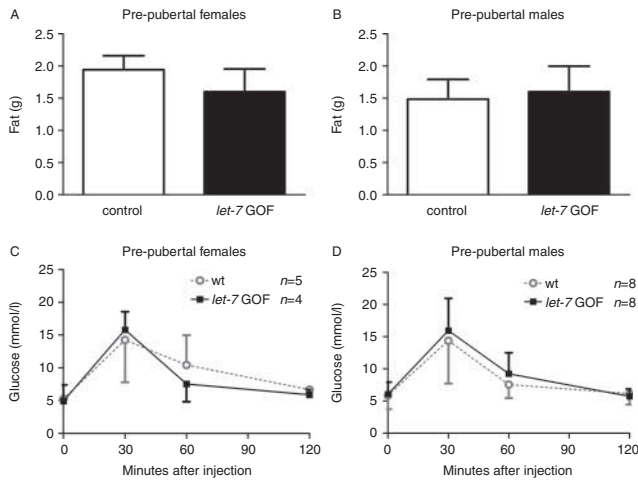 A Pre-pubertal females
2.5
2.0
1.5
1.0
0.5
0.0
Fat (g)
control let-7 GOF
B Pre-pubertal males
2.5
2.0
1.5
1.0
0.5
0.0
Fat (g)
control let-7 GOF
C Pre-pubertal females
25
20
15
10
5
0
Glucose (mmol/l)
wt n=5
let-7 GOF n=4
0 30 60 90 120
Minutes after injection
D Pre-pubertal males
25
20
15
10
5
0
Glucose (mmol/l)
wt n=8
let-7 GOF n=8
0 30 60 90 120
Minutes after injection